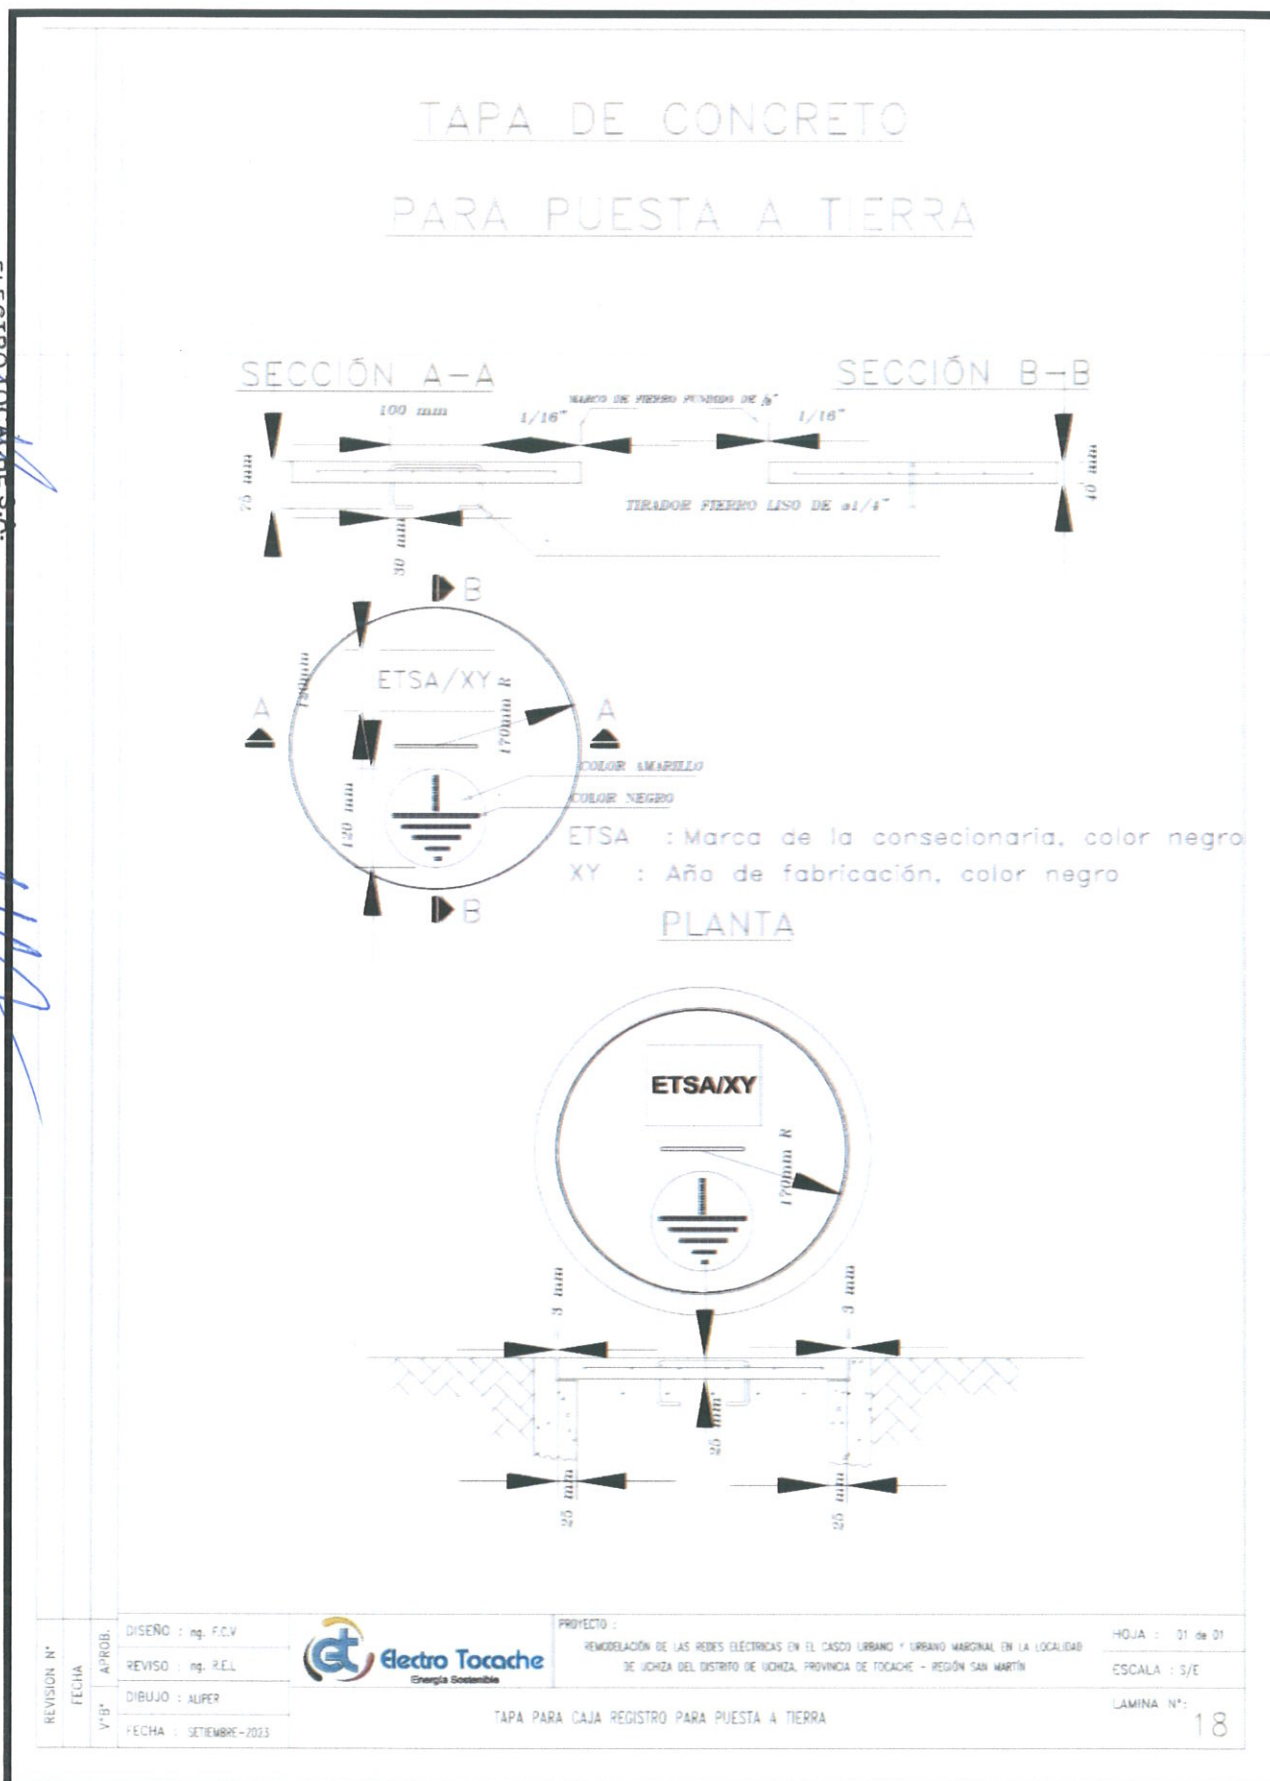 TAPA DE CONCRETO
PARA PUESTA A TIERRA
SECCIÓN A-A
SECCIÓN B-B
100 mm
1/16"
MARCO DE FIERRO FUNDIDO DE
1/16"
75 mm
40 mm
TIRADOR FIERRO LISO DE ø1/4"
30 mm
B
ETSA/XY
A
A
170mm R
120 mm
COLOR AMARILLO
COLOR NEGRO
ETSA : Marca de la consecionaria, color negro
XY : Año de fabricación, color negro
B
PLANTA
ETSA/XY
170mm R
3 mm
3 mm
25 mm
25 mm
25 mm
REVISION N°
FECHA
V°B° APROB.
DISEÑO : ng. F.C.V
REVISO : ng. R.E.L
DIBUJO : ALIPER
FECHA : SETIEMBRE-2023
et Electro Tocache
Energía Sostenible
PROYECTO :
REMODELACIÓN DE LAS REDES ELÉCTRICAS EN EL CASCO URBANO Y URBANO MARGINAL EN LA LOCALIDAD
DE UCHIZA DEL DISTRITO DE UCHIZA, PROVINCIA DE TOCACHE - REGIÓN SAN MARTÍN
TAPA PARA CAJA REGISTRO PARA PUESTA A TIERRA
HOJA : 01 de 01
ESCALA : S/E
LAMINA N°:
18